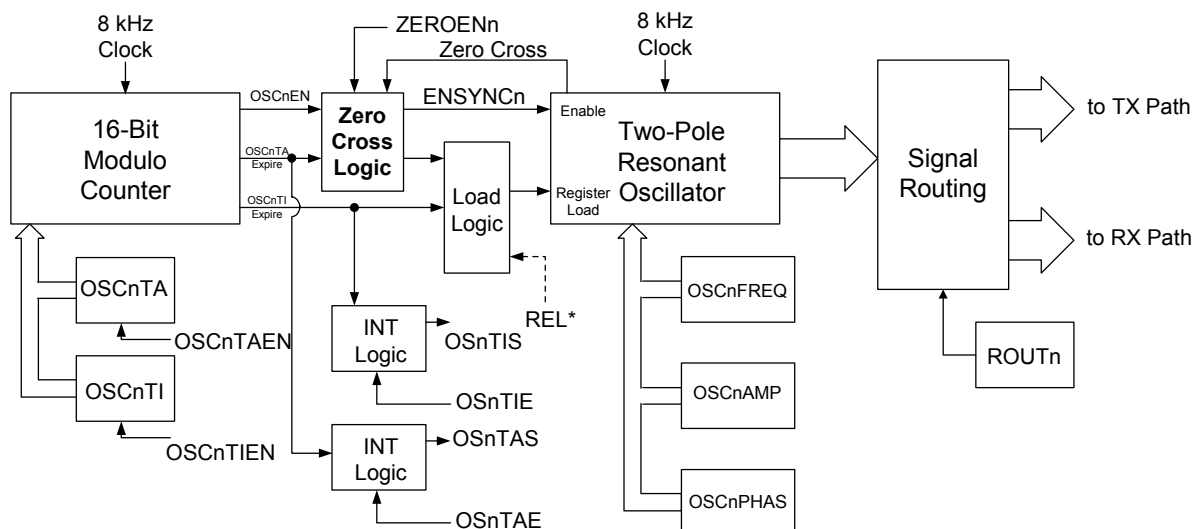 8 kHz
Clock
ZEROENn
8 kHz
Clock
Zero Cross
OSCnEN
ENSYNCn
16-Bit
Modulo
Counter
Zero
Cross
Logic
Enable
Two-Pole
Resonant
Oscillator
Register
Load
Signal
Routing
to TX Path
to RX Path
OSCnTA
Expire
OSCnTI
Expire
Load
Logic
REL*
OSCnTA
OSCnTAEN
OSCnTI
OSCnTIEN
INT
Logic
OSnTIS
OSnTIE
INT
Logic
OSnTAS
OSnTAE
OSCnFREQ
OSCnAMP
OSCnPHAS
ROUTn